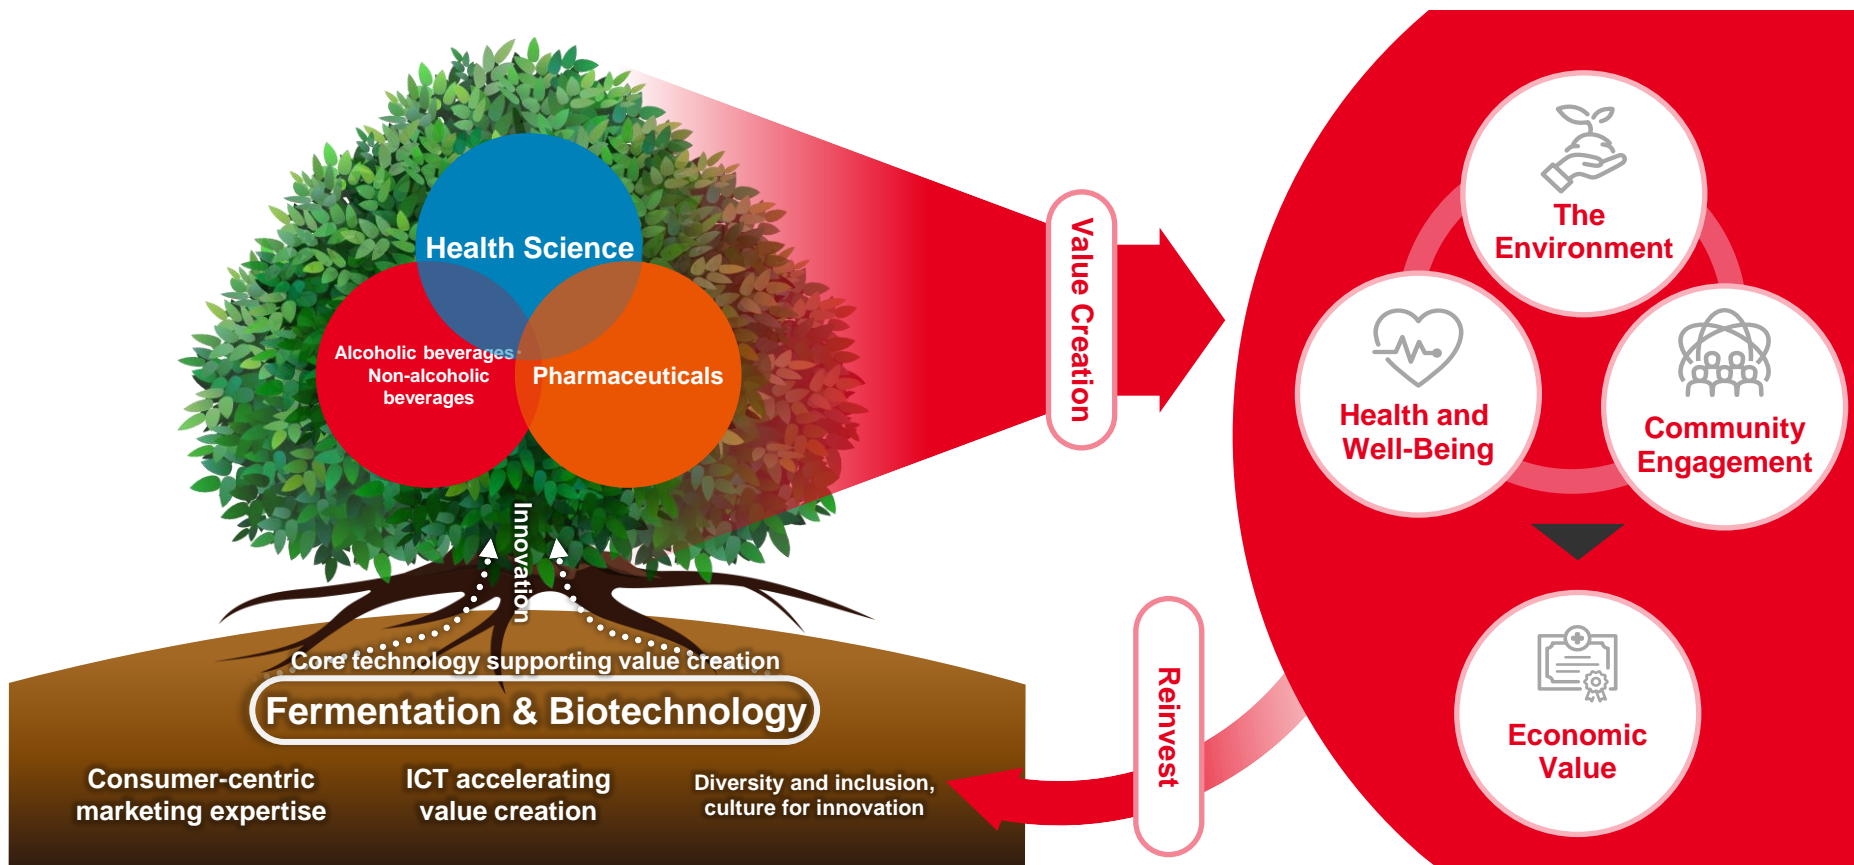 Health Science
Alcoholic beverages・
Non-alcoholic
beverages
Pharmaceuticals
Innovation
Core technology supporting value creation
Fermentation & Biotechnology
Consumer-centric
marketing expertise
ICT accelerating
value creation
Diversity and inclusion,
culture for innovation
Value Creation
The
Environment
Health and
Well-Being
Community
Engagement
Economic
Value
Reinvest